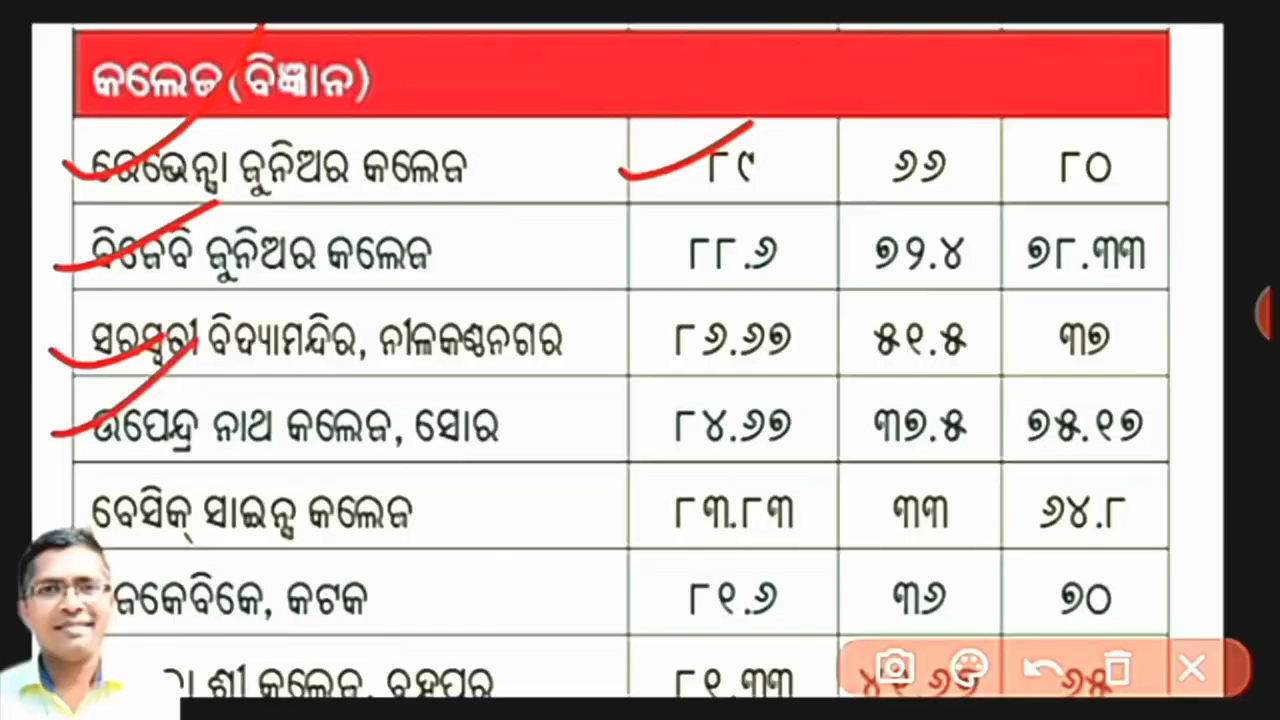 କଲେଜ (ବିଜ୍ଞାନ)
ରେଭେନ୍ସା ଜୁନିଅର କଲେଜ ୮୯ ୬୬ ୮୦
ବିଜେବି ଜୁନିଅର କଲେଜ ୮୮.୬ ୭୨.୪ ୭୮.୩୩
ସରସ୍ୱତୀ ବିଦ୍ୟାମନ୍ଦିର, ନୀଳକଣ୍ଠନଗର ୮୬.୬୭ ୫୧.୫ ୩୭
ଉପେନ୍ଦ୍ର ନାଥ କଲେଜ, ସୋର ୮୪.୬୭ ୩୭.୫ ୭୫.୧୭
ବେସିକ୍ ସାଇନ୍ସ କଲେଜ ୮୩.୮୩ ୩୩ ୬୪.୮
ଜେକେବିକେ, କଟକ ୮୧.୬ ୩୬ ୭୦
ଶ୍ରୀ କଲେଜ, ୮୧.୩୩